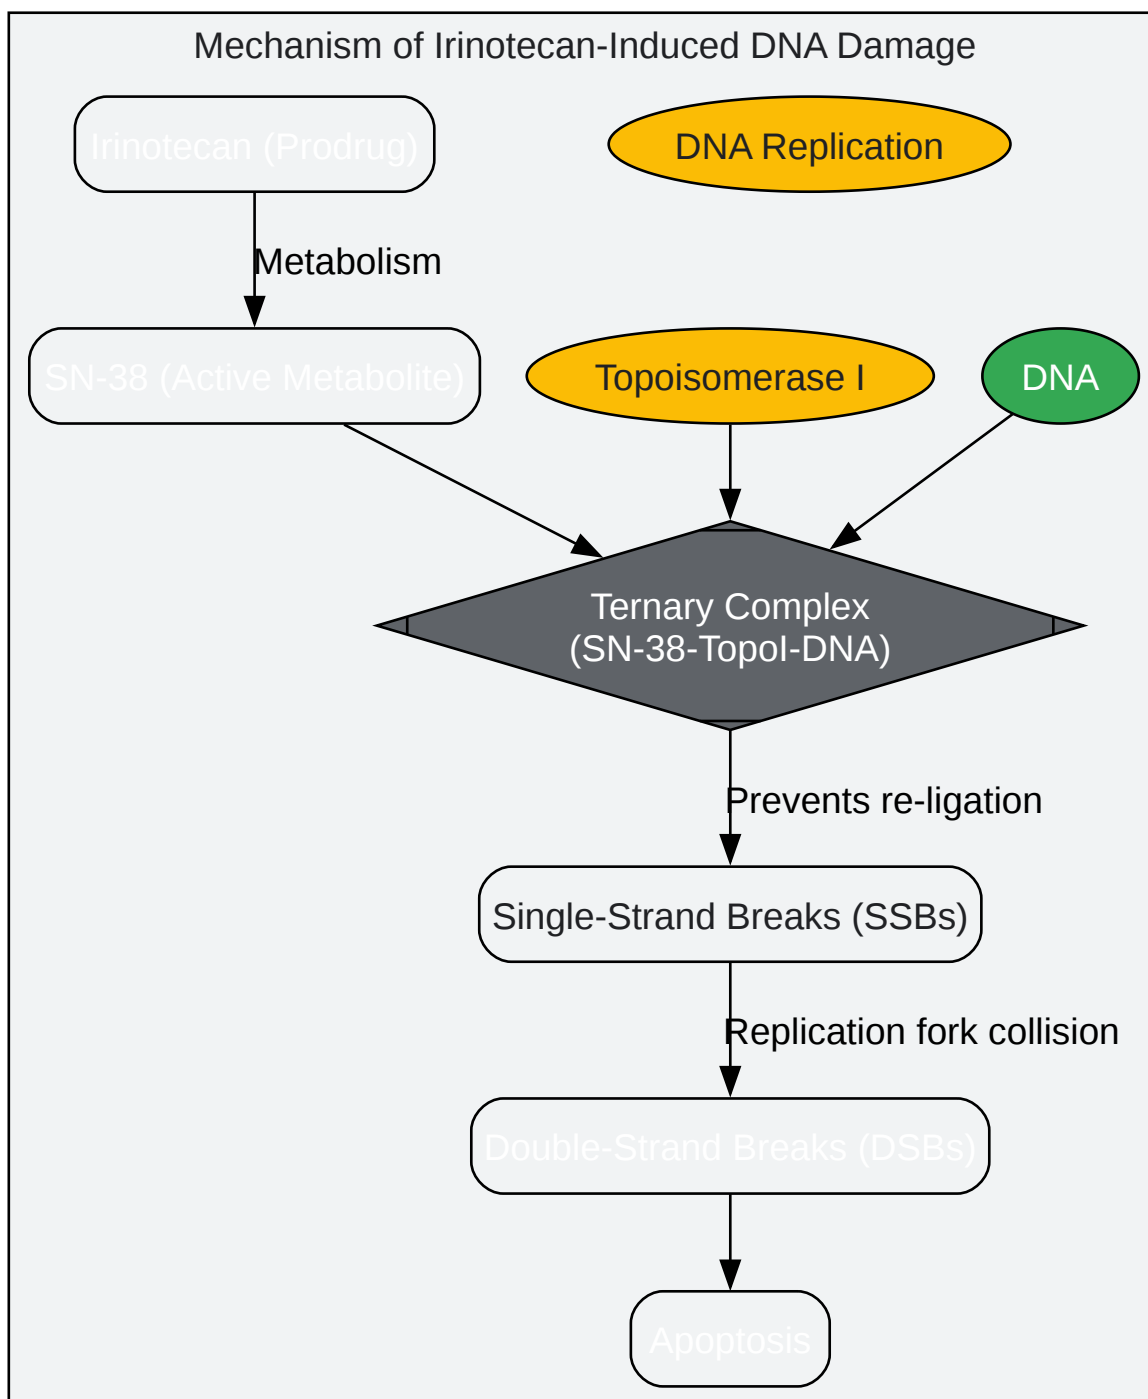 Mechanism of Irinotecan-Induced DNA Damage
Irinotecan (Prodrug)
DNA Replication
Metabolism
SN-38 (Active Metabolite)
Topoisomerase I
DNA
Ternary Complex
(SN-38-TopoI-DNA)
Prevents re-ligation
Single-Strand Breaks (SSBs)
Replication fork collision
Double-Strand Breaks (DSBs)
Apoptosis